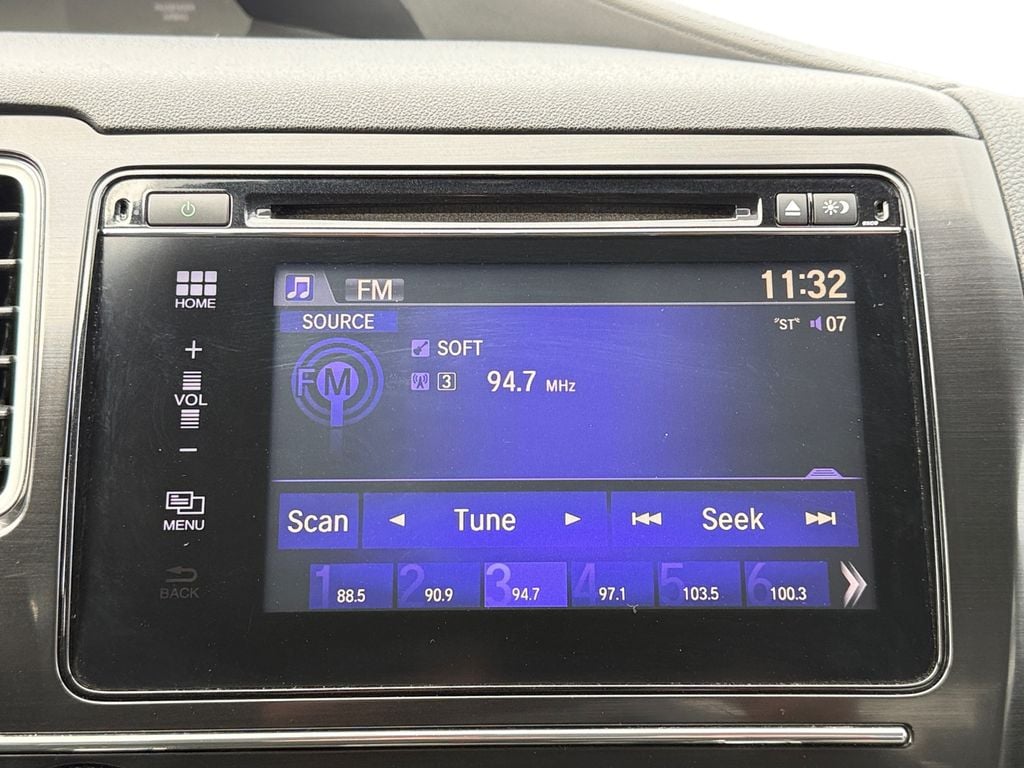 FM
11:32
HOME
SOURCE
"ST" 07
FM
SOFT
3 94.7 MHz
+
VOL
−
MENU
Scan
Tune
Seek
BACK
1 88.5
2 90.9
3 94.7
4 97.1
5 103.5
6 100.3